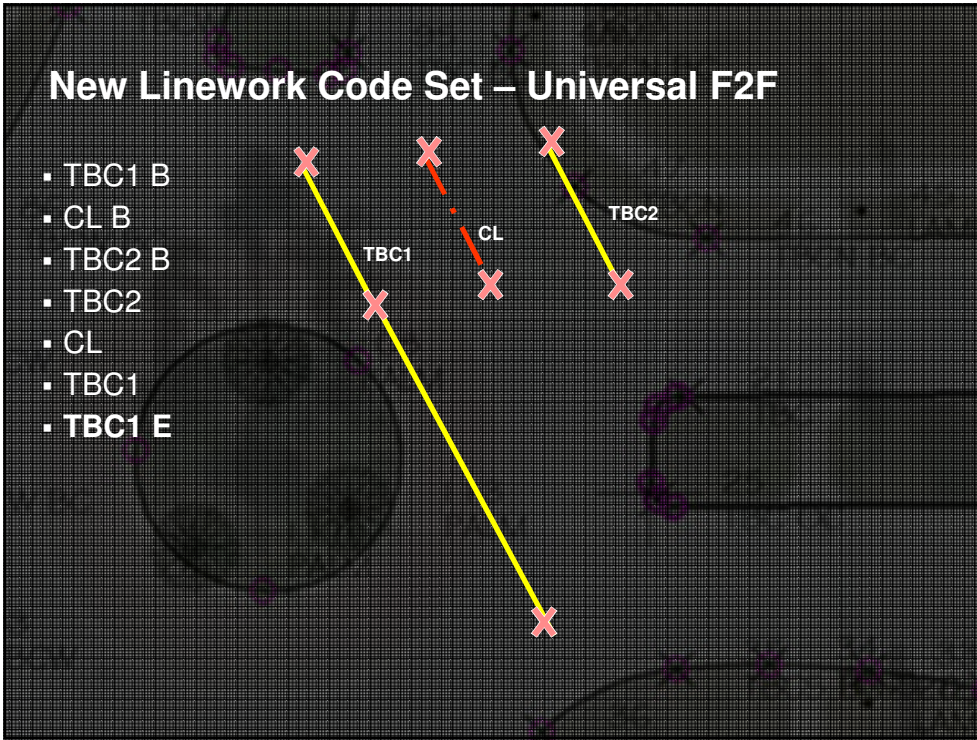 New Linework Code Set – Universal F2F
▪ TBC1 B
▪ CL B
▪ TBC2 B
▪ TBC2
▪ CL
▪ TBC1
▪ TBC1 E
TBC1
CL
TBC2